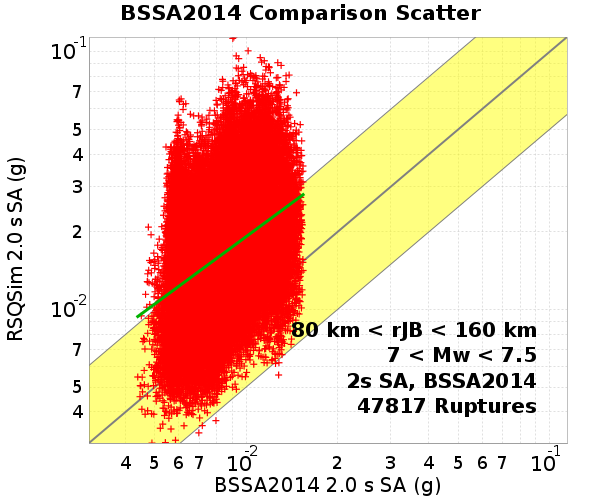 BSSA2014 Comparison Scatter
RSQSim 2.0 s SA (g)
10^-1
7
5
4
3
2
10^-2
7
5
4
80 km < rJB < 160 km
7 < Mw < 7.5
2s SA, BSSA2014
47817 Ruptures
4 5 6 7 10^-2 2 3 4 5 6 7 10^-1
BSSA2014 2.0 s SA (g)